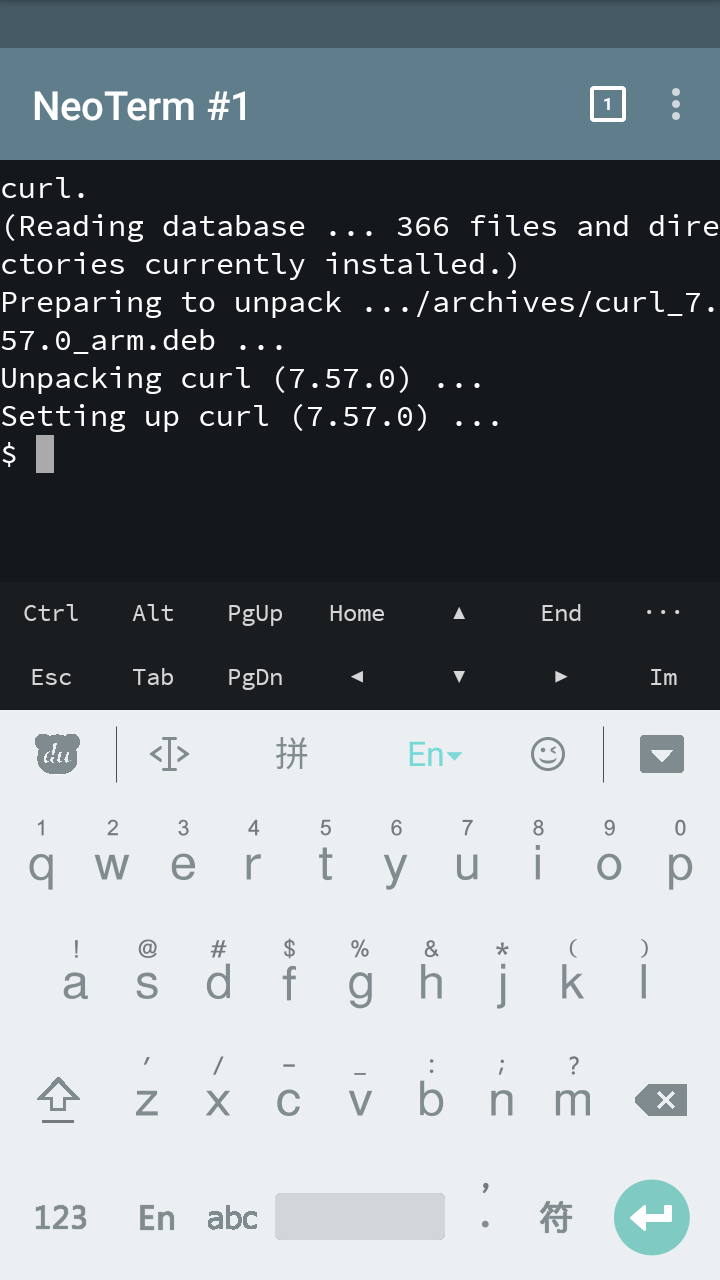 NeoTerm #1
1
curl.
(Reading database ... 366 files and dire
ctories currently installed.)
Preparing to unpack .../archives/curl_7.
57.0_arm.deb ...
Unpacking curl (7.57.0) ...
Setting up curl (7.57.0) ...
$
Ctrl Alt PgUp Home ▲ End ···
Esc Tab PgDn ◄ ▼ ► Im
du 拼 En
1 2 3 4 5 6 7 8 9 0
q w e r t y u i o p
! @ # $ % & * ( )
a s d f g h j k l
′ / − _ : ; ?
z x c v b n m
123 En abc , . 符